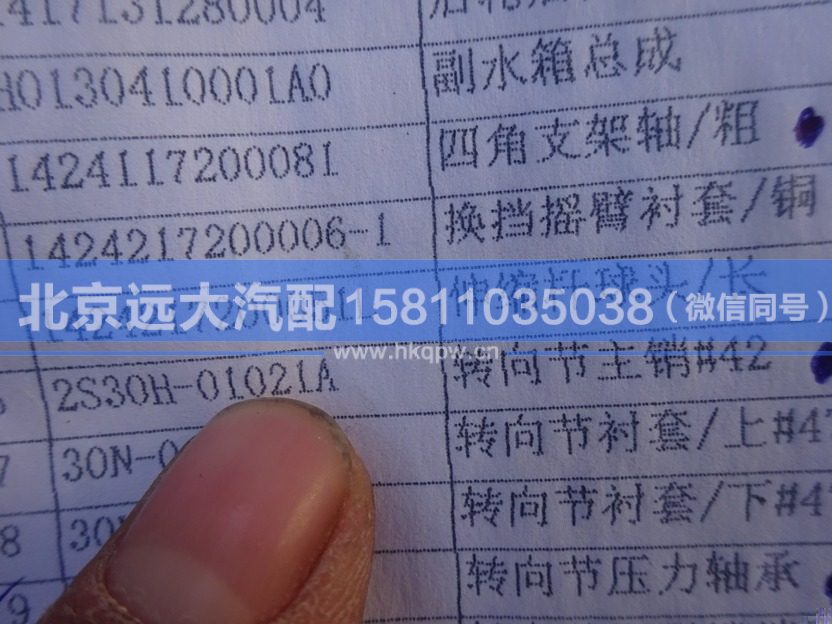 1417131280004
H0130410001A0 副水箱总成
1424117200081 四角支架轴/粗
1424217200006-1 换挡摇臂衬套/铜
北京远大汽配15811035038（微信同号）
www.hkqpw.cn
2S30H-01021A 转向节主销#42
7 30N-0 转向节衬套/上#4
8 30 转向节衬套/下#4
9 转向节压力轴承